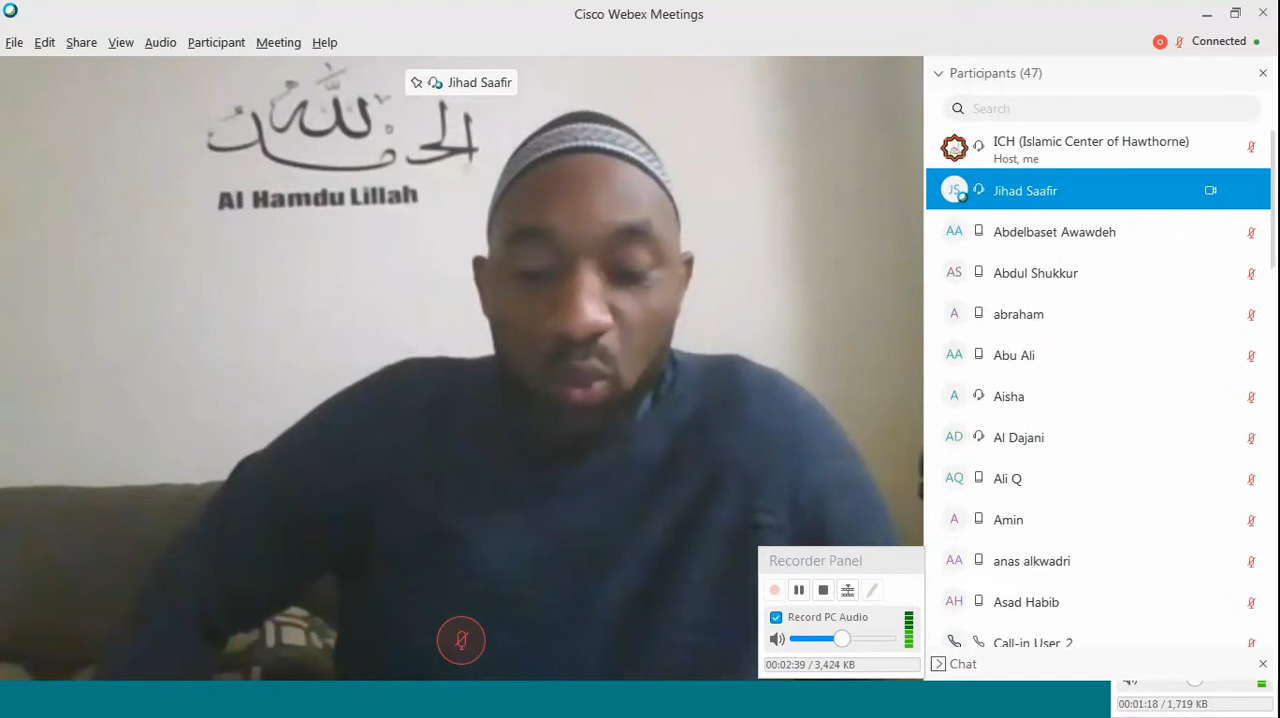 Cisco Webex Meetings
File Edit Share View Audio Participant Meeting Help
Connected
Jihad Saafir
الحمد لله
Al Hamdu Lillah
Participants (47)
Search
ICH (Islamic Center of Hawthorne)
Host, me
JS Jihad Saafir
AA Abdelbaset Awawdeh
AS Abdul Shukkur
A abraham
AA Abu Ali
A Aisha
AD Al Dajani
AQ Ali Q
A Amin
AA anas alkwadri
AH Asad Habib
Call-in User_2
Recorder Panel
Record PC Audio
00:02:39 / 3,424 KB
Chat
00:01:18 / 1,719 KB